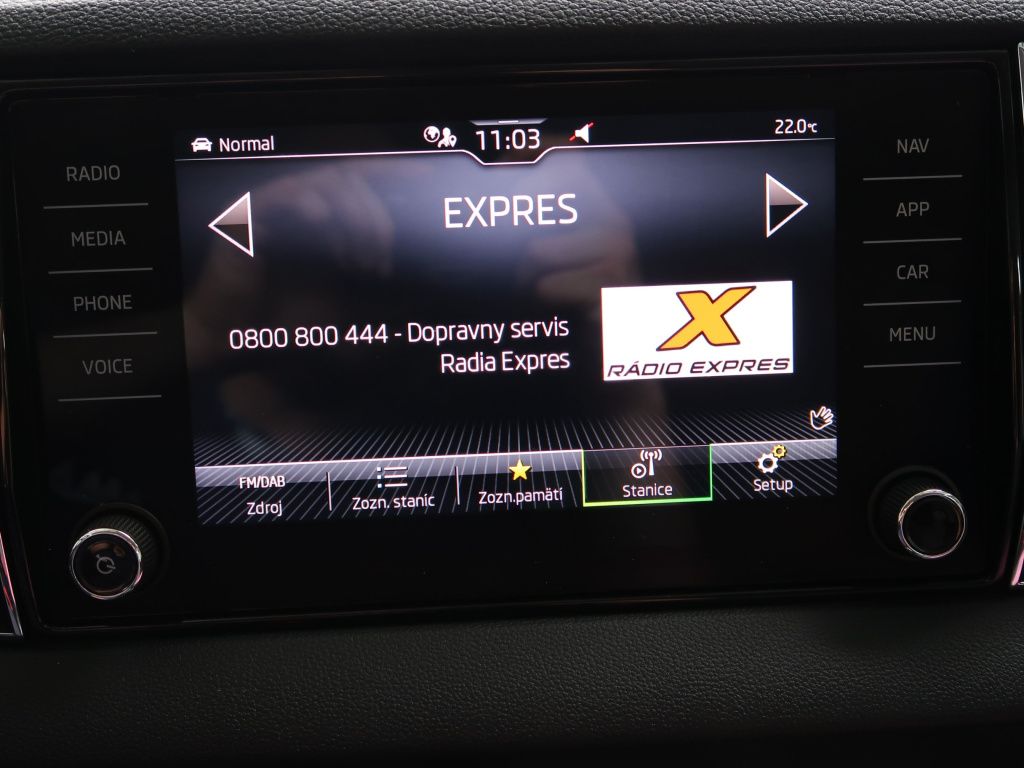 Normal
11:03
22.0°C
RADIO
MEDIA
PHONE
VOICE
EXPRES
0800 800 444 - Dopravny servis
Radia Expres
X
RÁDIO EXPRES
NAV
APP
CAR
MENU
FM/DAB
Zdroj
Zozn. staníc
Zozn.pamätí
Stanice
Setup